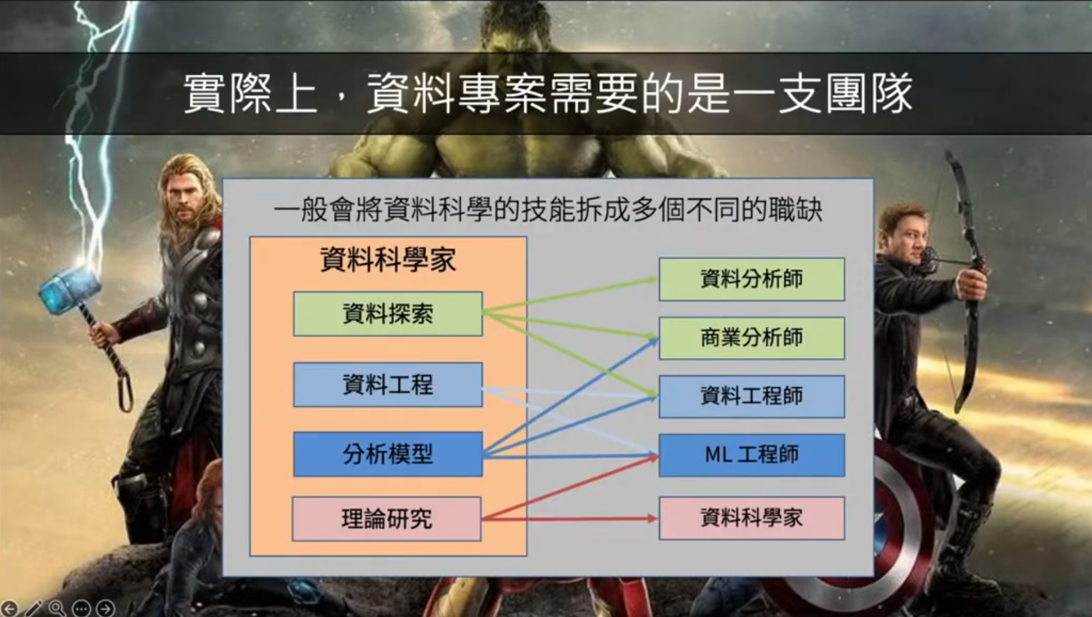 實際上，資料專案需要的是一支團隊
一般會將資料科學的技能拆成多個不同的職缺
資料科學家
資料探索
資料工程
分析模型
理論研究
資料分析師
商業分析師
資料工程師
ML 工程師
資料科學家